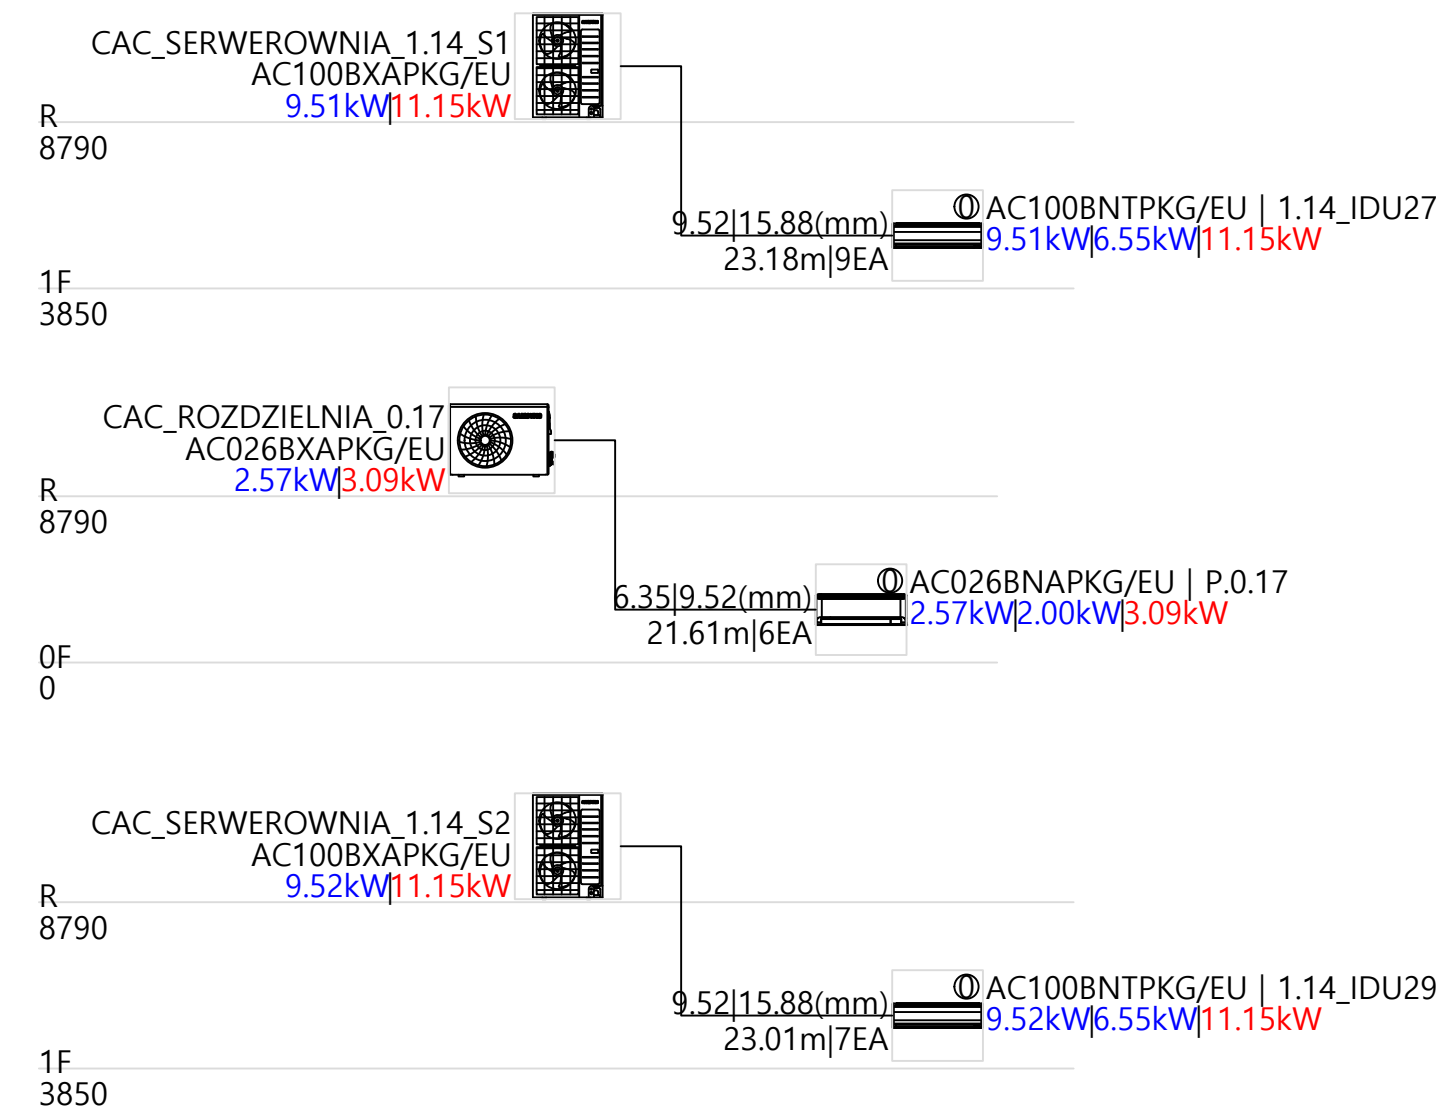 CAC_SERWEROWNIA_1.14_S1
AC100BXAPKG/EU
9.51kW|11.15kW
R
8790
AC100BNTPKG/EU | 1.14_IDU27
9.52|15.88(mm)
9.51kW|6.55kW|11.15kW
23.18m|9EA
1F
3850
CAC_ROZDZIELNIA_0.17
AC026BXAPKG/EU
2.57kW|3.09kW
R
8790
AC026BNAPKG/EU | P.0.17
6.35|9.52(mm)
2.57kW|2.00kW|3.09kW
21.61m|6EA
0F
0
CAC_SERWEROWNIA_1.14_S2
AC100BXAPKG/EU
9.52kW|11.15kW
R
8790
AC100BNTPKG/EU | 1.14_IDU29
9.52|15.88(mm)
9.52kW|6.55kW|11.15kW
23.01m|7EA
1F
3850